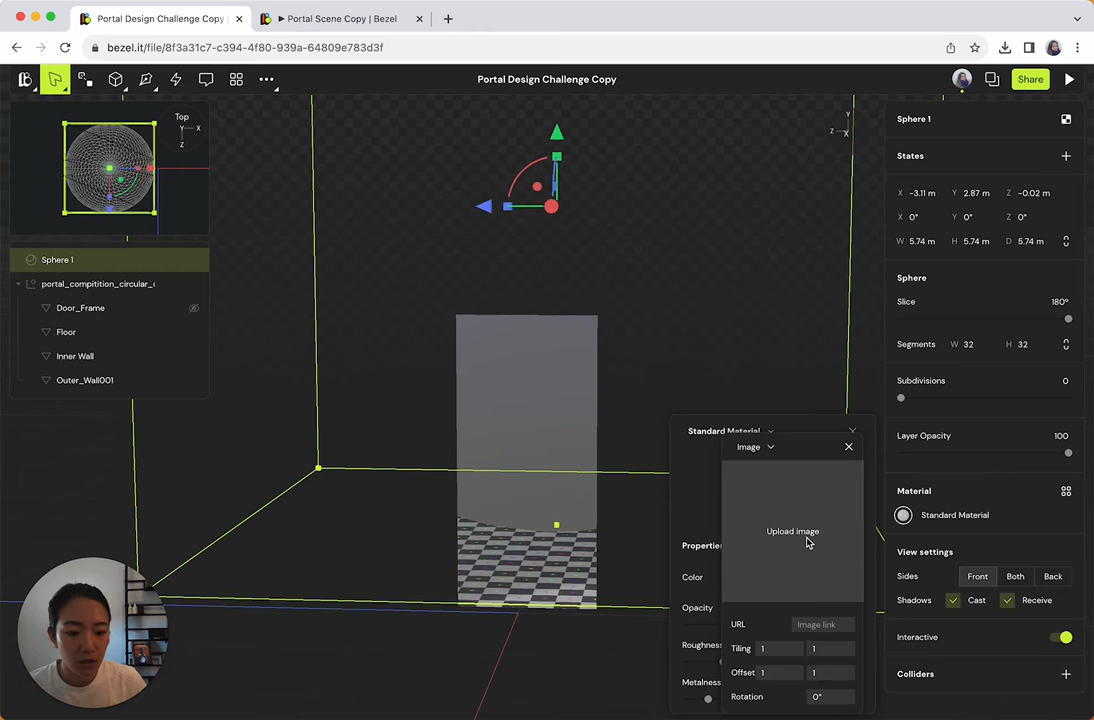 Portal Design Challenge Copy
Portal Scene Copy | Bezel
bezel.it/file/8f3a31c7-c394-4f80-939a-64809e783d3f
Portal Design Challenge Copy
Share
Top
Y X
Z
Y
Z X
Sphere 1
portal_compitition_circular_
Door_Frame
Floor
Inner Wall
Outer_Wall001
Sphere 1
States
X -3.11 m Y 2.87 m Z -0.02 m
X 0° Y 0° Z 0°
W 5.74 m H 5.74 m D 5.74 m
Sphere
Slice 180°
Segments W 32 H 32
Subdivisions 0
Layer Opacity 100
Material
Standard Material
View settings
Sides Front Both Back
Shadows Cast Receive
Interactive
Colliders
Standard Material
Properties
Color
Opacity
Roughness
Metalness
Image
Upload image
URL Image link
Tiling 1 1
Offset 1 1
Rotation 0°